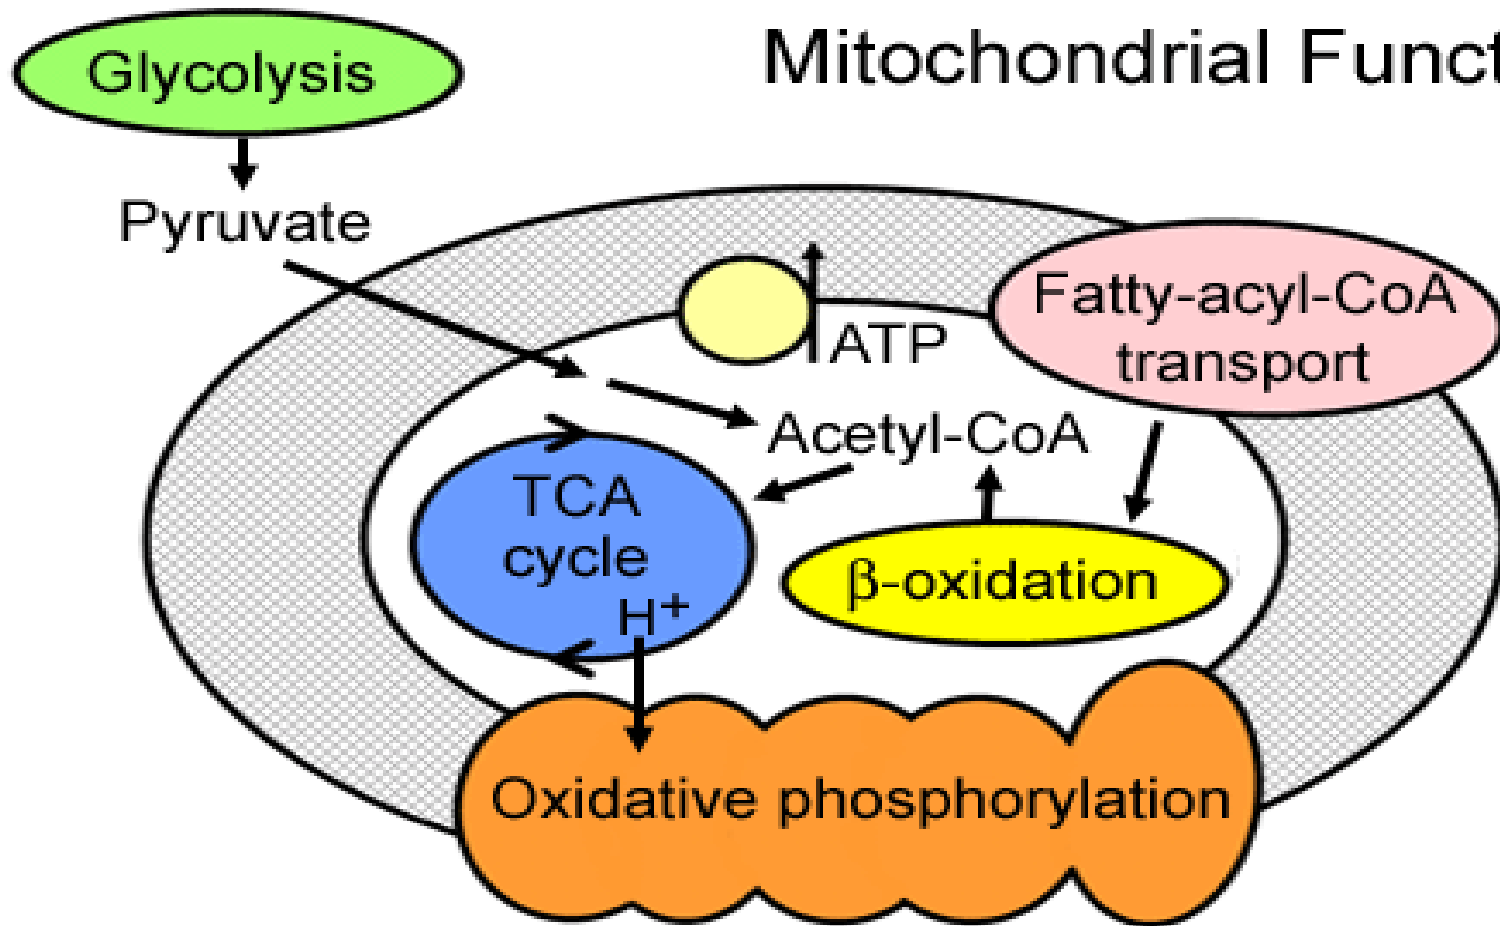 Glycolysis
Mitochondrial Funct
Pyruvate
Fatty-acyl-CoA
transport
ATP
Acetyl-CoA
TCA
cycle
H⁺
β-oxidation
Oxidative phosphorylation